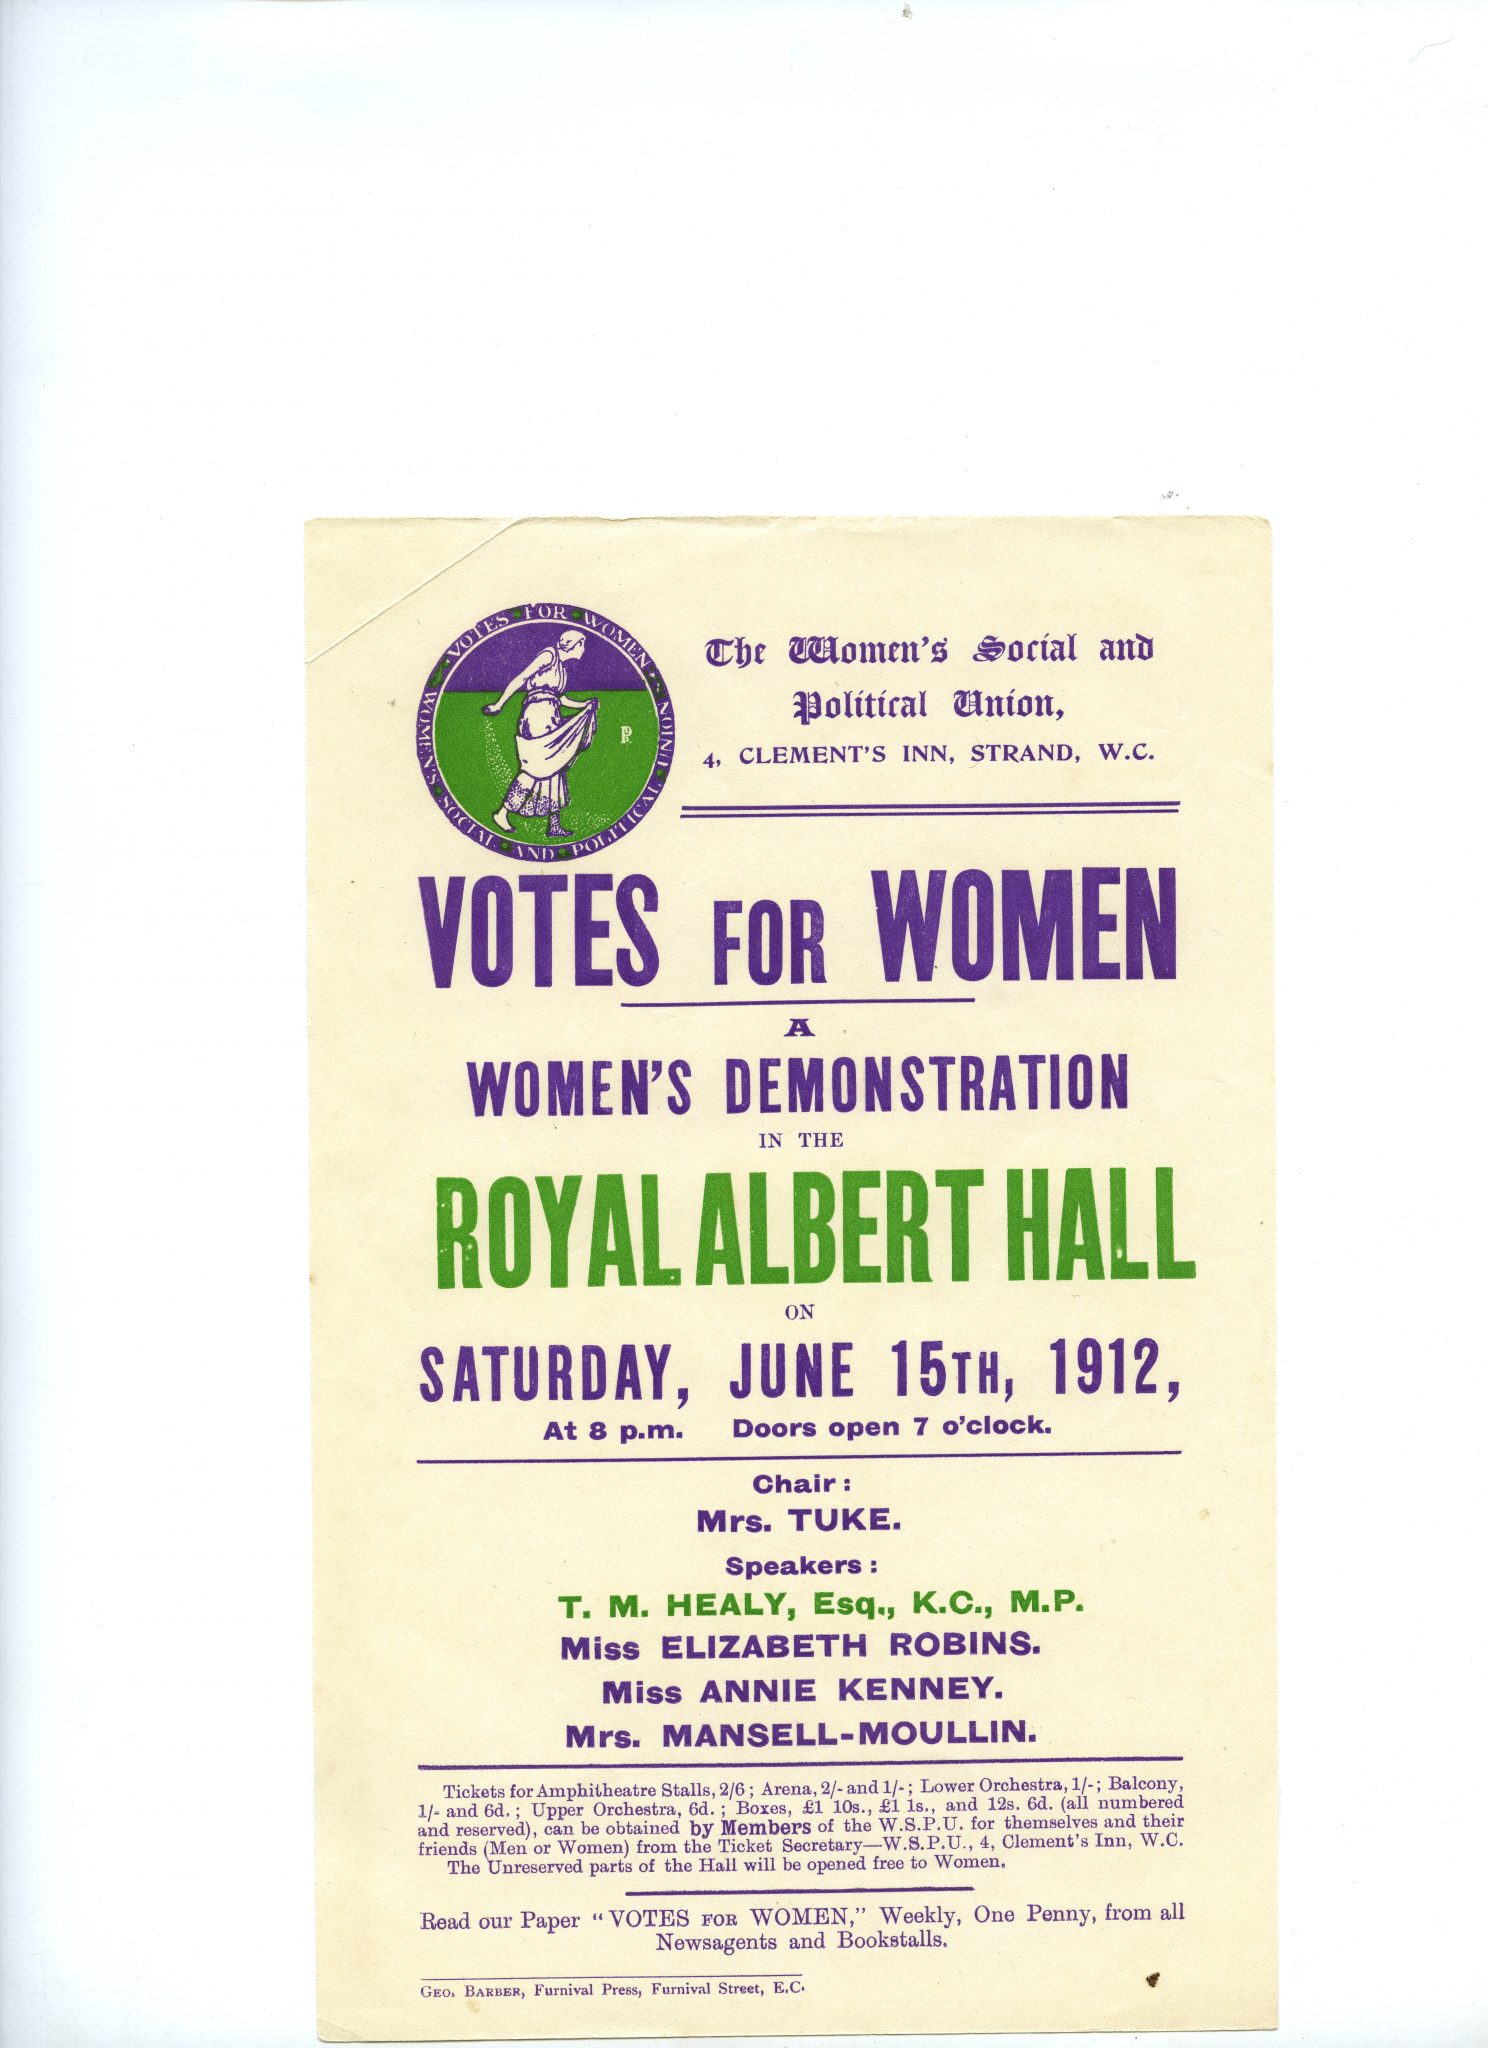 VOTES FOR WOMEN
WOMEN'S SOCIAL AND POLITICAL UNION
The Women's Social and
Political Union,
4, CLEMENT'S INN, STRAND, W.C.
VOTES FOR WOMEN
A
WOMEN'S DEMONSTRATION
IN THE
ROYAL ALBERT HALL
ON
SATURDAY, JUNE 15TH, 1912,
At 8 p.m. Doors open 7 o'clock.
Chair :
Mrs. TUKE.
Speakers :
T. M. HEALY, Esq., K.C., M.P.
Miss ELIZABETH ROBINS.
Miss ANNIE KENNEY.
Mrs. MANSELL-MOULLIN.
Tickets for Amphitheatre Stalls, 2/6 ; Arena, 2/- and 1/- ; Lower Orchestra, 1/- ; Balcony,
1/- and 6d. ; Upper Orchestra, 6d. ; Boxes, £1 10s., £1 1s., and 12s. 6d. (all numbered
and reserved), can be obtained by Members of the W.S.P.U. for themselves and their
friends (Men or Women) from the Ticket Secretary—W.S.P.U., 4, Clement's Inn, W.C.
The Unreserved parts of the Hall will be opened free to Women.
Read our Paper "VOTES FOR WOMEN," Weekly, One Penny, from all
Newsagents and Bookstalls.
GEO. BARBER, Furnival Press, Furnival Street, E.C.